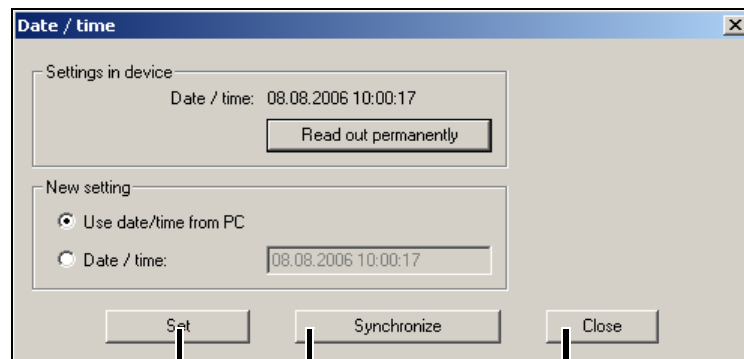 Date / time
Settings in device
Date / time: 08.08.2006 10:00:17
Read out permanently
New setting
Use date/time from PC
Date / time: 08.08.2006 10:00:17
Set Synchronize Close